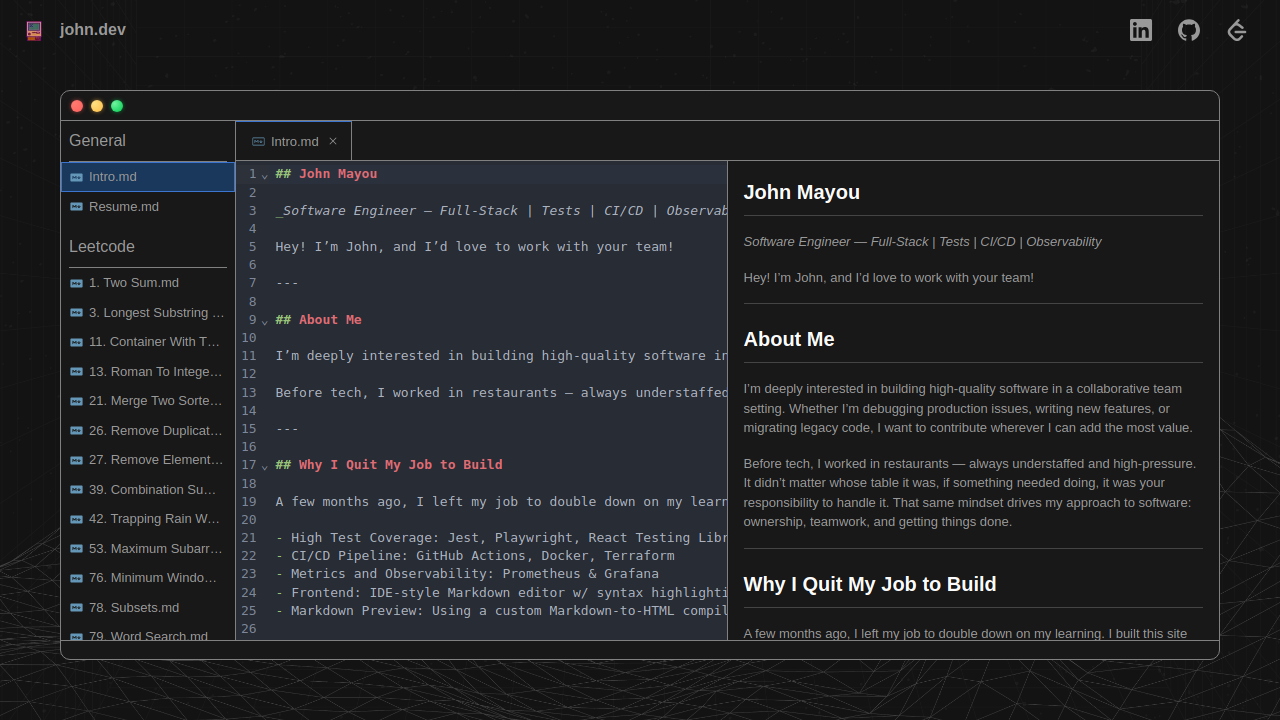 john.dev
General
Intro.md
Resume.md
Leetcode
1. Two Sum.md
3. Longest Substring ...
11. Container With T...
13. Roman To Intege...
21. Merge Two Sorte...
26. Remove Duplicat...
27. Remove Element...
39. Combination Su...
42. Trapping Rain W...
53. Maximum Subarr...
76. Minimum Windo...
78. Subsets.md
79. Word Search.md
Intro.md ×
1 ## John Mayou
2
3 _Software Engineer — Full-Stack | Tests | CI/CD | Observab
4
5 Hey! I’m John, and I’d love to work with your team!
6
7 ---
8
9 ## About Me
10
11 I’m deeply interested in building high-quality software in
12
13 Before tech, I worked in restaurants — always understaffed
14
15 ---
16
17 ## Why I Quit My Job to Build
18
19 A few months ago, I left my job to double down on my learn
20
21 - High Test Coverage: Jest, Playwright, React Testing Libr
22 - CI/CD Pipeline: GitHub Actions, Docker, Terraform
23 - Metrics and Observability: Prometheus & Grafana
24 - Frontend: IDE-style Markdown editor w/ syntax highlighti
25 - Markdown Preview: Using a custom Markdown-to-HTML compil
26
John Mayou
Software Engineer — Full-Stack | Tests | CI/CD | Observability
Hey! I’m John, and I’d love to work with your team!
About Me
I’m deeply interested in building high-quality software in a collaborative team
setting. Whether I’m debugging production issues, writing new features, or
migrating legacy code, I want to contribute wherever I can add the most value.
Before tech, I worked in restaurants — always understaffed and high-pressure.
It didn’t matter whose table it was, if something needed doing, it was your
responsibility to handle it. That same mindset drives my approach to software:
ownership, teamwork, and getting things done.
Why I Quit My Job to Build
A few months ago, I left my job to double down on my learning. I built this site